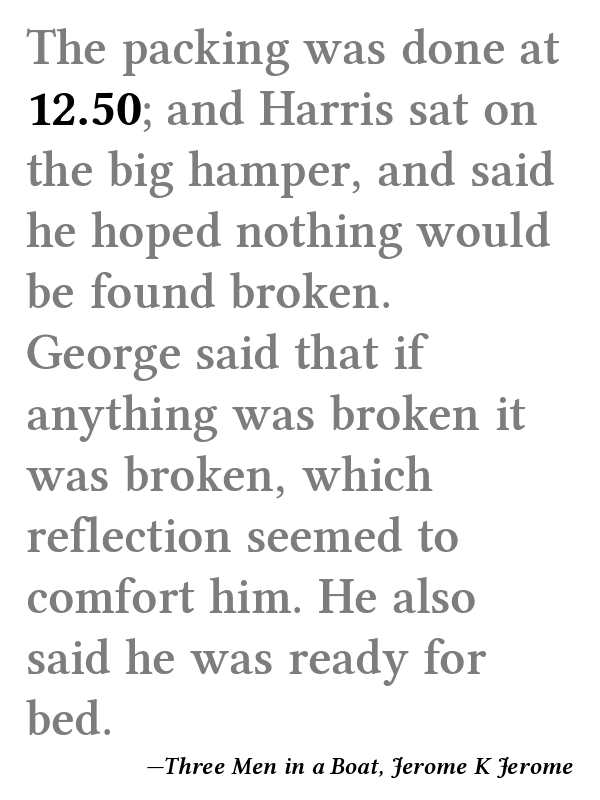 The packing was done at
12.50; and Harris sat on
the big hamper, and said
he hoped nothing would
be found broken.
George said that if
anything was broken it
was broken, which
reflection seemed to
comfort him. He also
said he was ready for
bed.
—Three Men in a Boat, Jerome K Jerome